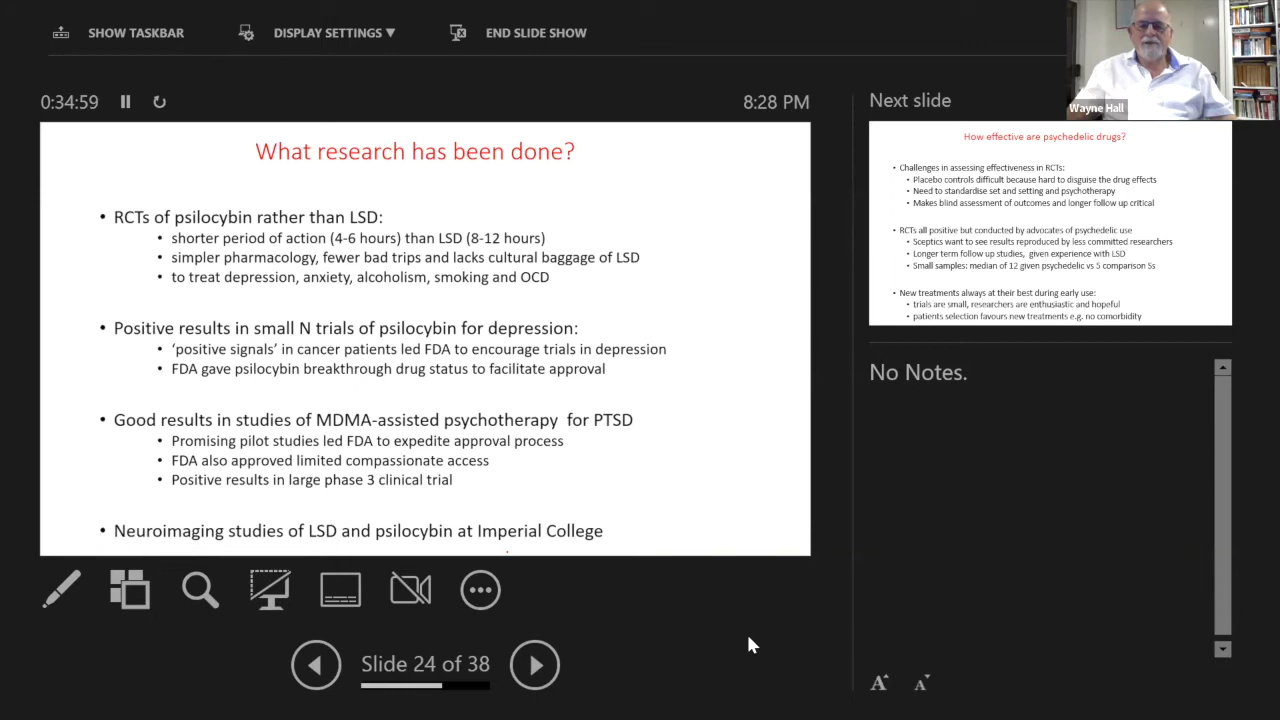 SHOW TASKBAR
DISPLAY SETTINGS ▼
END SLIDE SHOW
0:34:59
8:28 PM
What research has been done?
• RCTs of psilocybin rather than LSD:
• shorter period of action (4-6 hours) than LSD (8-12 hours)
• simpler pharmacology, fewer bad trips and lacks cultural baggage of LSD
• to treat depression, anxiety, alcoholism, smoking and OCD
• Positive results in small N trials of psilocybin for depression:
• ‘positive signals’ in cancer patients led FDA to encourage trials in depression
• FDA gave psilocybin breakthrough drug status to facilitate approval
• Good results in studies of MDMA-assisted psychotherapy for PTSD
• Promising pilot studies led FDA to expedite approval process
• FDA also approved limited compassionate access
• Positive results in large phase 3 clinical trial
• Neuroimaging studies of LSD and psilocybin at Imperial College
Slide 24 of 38
Wayne Hall
Next slide
How effective are psychedelic drugs?
• Challenges in assessing effectiveness in RCTs:
• Placebo controls difficult because hard to disguise the drug effects
• Need to standardise set and setting and psychotherapy
• Makes blind assessment of outcomes and longer follow up critical
• RCTs all positive but conducted by advocates of psychedelic use
• Sceptics want to see results reproduced by less committed researchers
• Longer term follow up studies, given experience with LSD
• Small samples: median of 12 given psychedelic vs 5 comparison Ss
• New treatments always at their best during early use:
• trials are small, researchers are enthusiastic and hopeful
• patients selection favours new treatments e.g. no comorbidity
No Notes.
A A